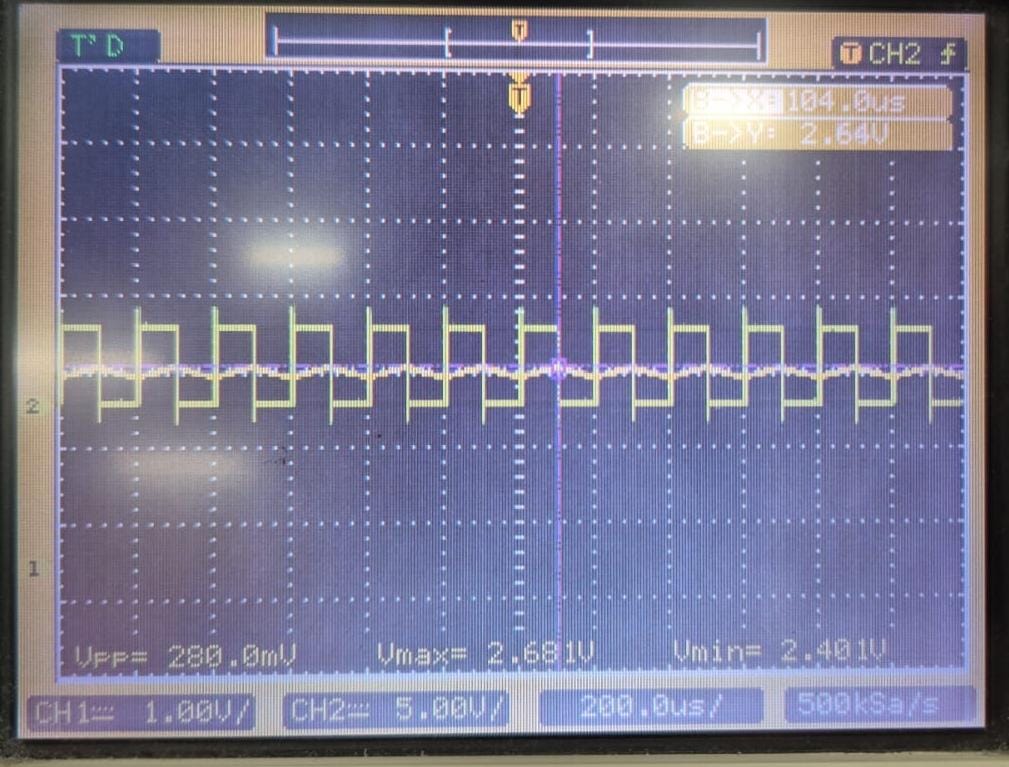 T'D
T
T CH2
T
B->X: 104.0us
B->Y: 2.64V
2
1
Vpp= 280.0mV Vmax= 2.681V Vmin= 2.401V
CH1 1.00V/ CH2 5.00V/ 200.0us/ 500kSa/s